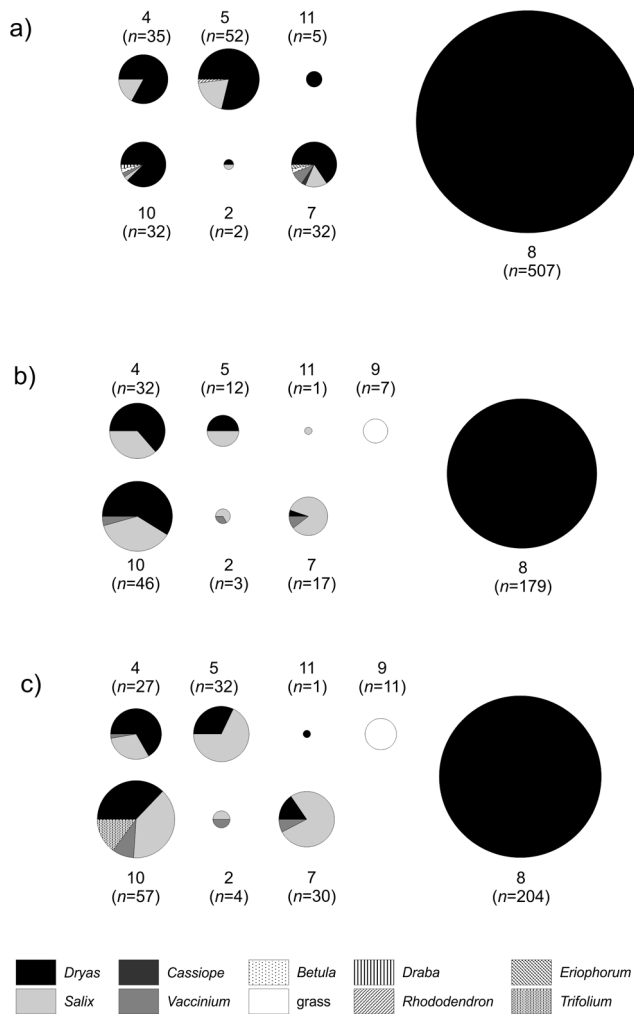 a)
4 5 11
(n=35) (n=52) (n=5)
10 2 7
(n=32) (n=2) (n=32)
8
(n=507)
b)
4 5 11 9
(n=32) (n=12) (n=1) (n=7)
10 2 7
(n=46) (n=3) (n=17)
8
(n=179)
c)
4 5 11 9
(n=27) (n=32) (n=1) (n=11)
10 2 7
(n=57) (n=4) (n=30)
8
(n=204)
Dryas Cassiope Betula Draba Eriophorum
Salix Vaccinium grass Rhododendron Trifolium